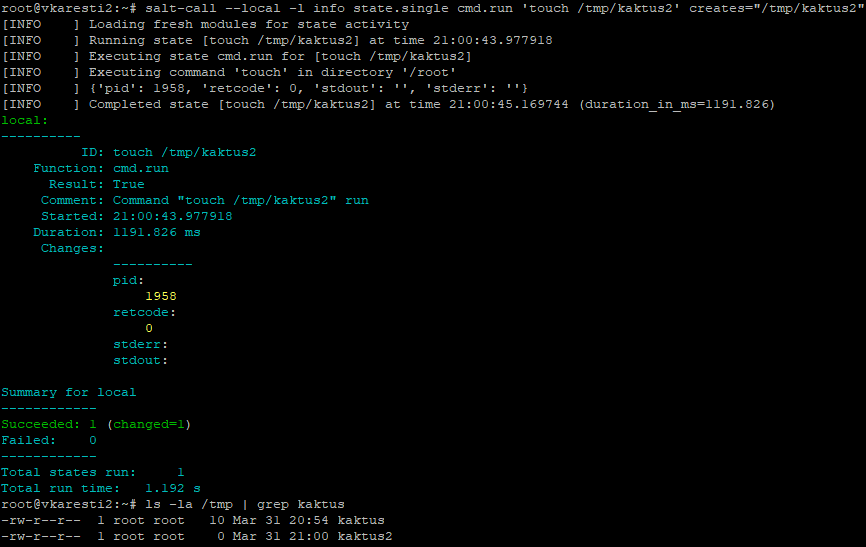 root@vkaresti2:~# salt-call --local -l info state.single cmd.run 'touch /tmp/kaktus2' creates="/tmp/kaktus2"
[INFO    ] Loading fresh modules for state activity
[INFO    ] Running state [touch /tmp/kaktus2] at time 21:00:43.977918
[INFO    ] Executing state cmd.run for [touch /tmp/kaktus2]
[INFO    ] Executing command 'touch' in directory '/root'
[INFO    ] {'pid': 1958, 'retcode': 0, 'stdout': '', 'stderr': ''}
[INFO    ] Completed state [touch /tmp/kaktus2] at time 21:00:45.169744 (duration_in_ms=1191.826)
local:
----------
          ID: touch /tmp/kaktus2
    Function: cmd.run
      Result: True
     Comment: Command "touch /tmp/kaktus2" run
     Started: 21:00:43.977918
    Duration: 1191.826 ms
     Changes:
              ----------
              pid:
                  1958
              retcode:
                  0
              stderr:
              stdout:

Summary for local
------------
Succeeded: 1 (changed=1)
Failed:    0
------------
Total states run:     1
Total run time:   1.192 s
root@vkaresti2:~# ls -la /tmp | grep kaktus
-rw-r--r--  1 root root   10 Mar 31 20:54 kaktus
-rw-r--r--  1 root root    0 Mar 31 21:00 kaktus2